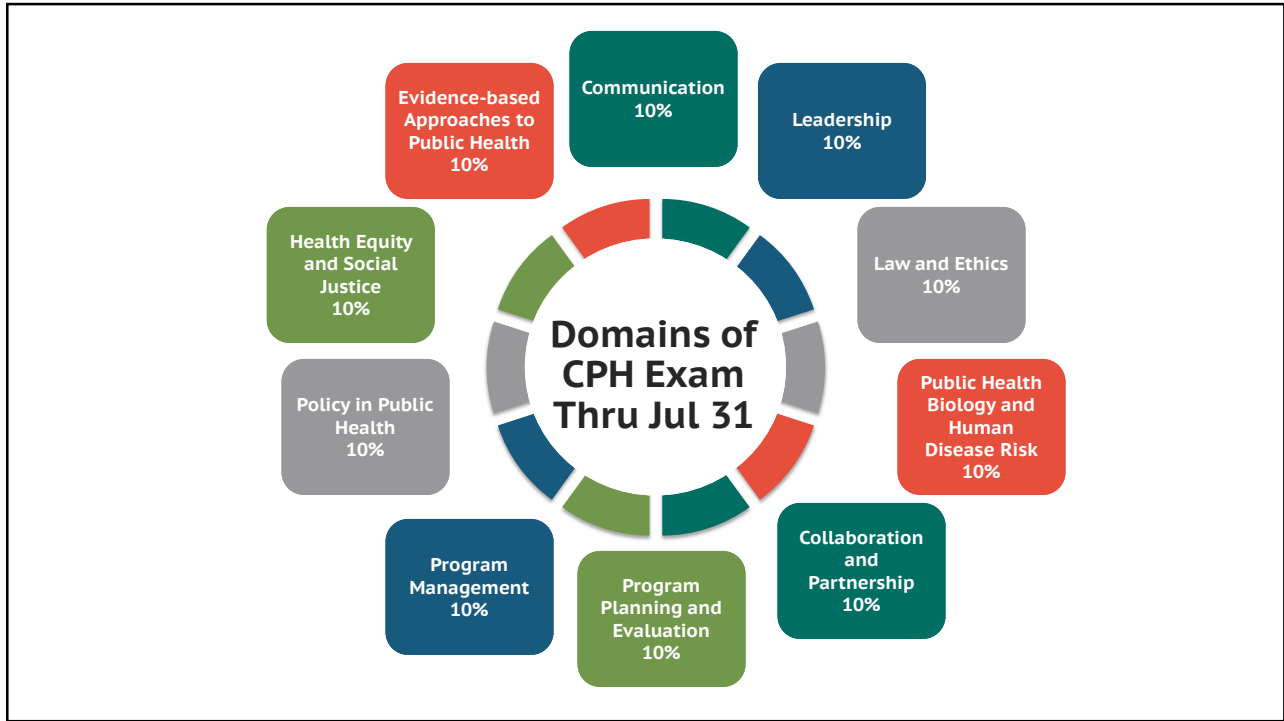 Communication
10%
Leadership
10%
Law and Ethics
10%
Public Health
Biology and
Human
Disease Risk
10%
Collaboration
and
Partnership
10%
Program
Planning and
Evaluation
10%
Program
Management
10%
Policy in Public
Health
10%
Health Equity
and Social
Justice
10%
Evidence-based
Approaches to
Public Health
10%
Domains of
CPH Exam
Thru Jul 31